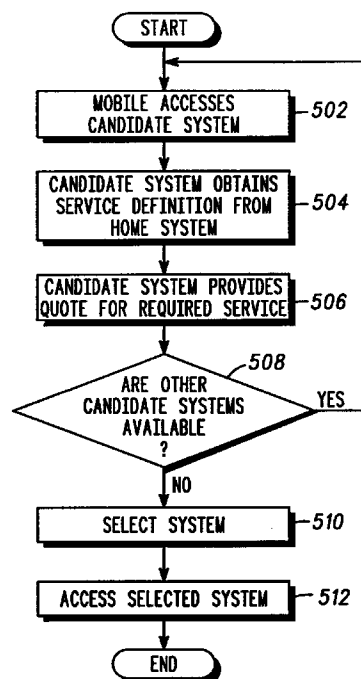 START
MOBILE ACCESSES
CANDIDATE SYSTEM
502
CANDIDATE SYSTEM OBTAINS
SERVICE DEFINITION FROM
HOME SYSTEM
504
CANDIDATE SYSTEM PROVIDES
QUOTE FOR REQUIRED SERVICE
506
508
ARE OTHER
CANDIDATE SYSTEMS
AVAILABLE
?
YES
NO
SELECT SYSTEM
510
ACCESS SELECTED SYSTEM
512
END